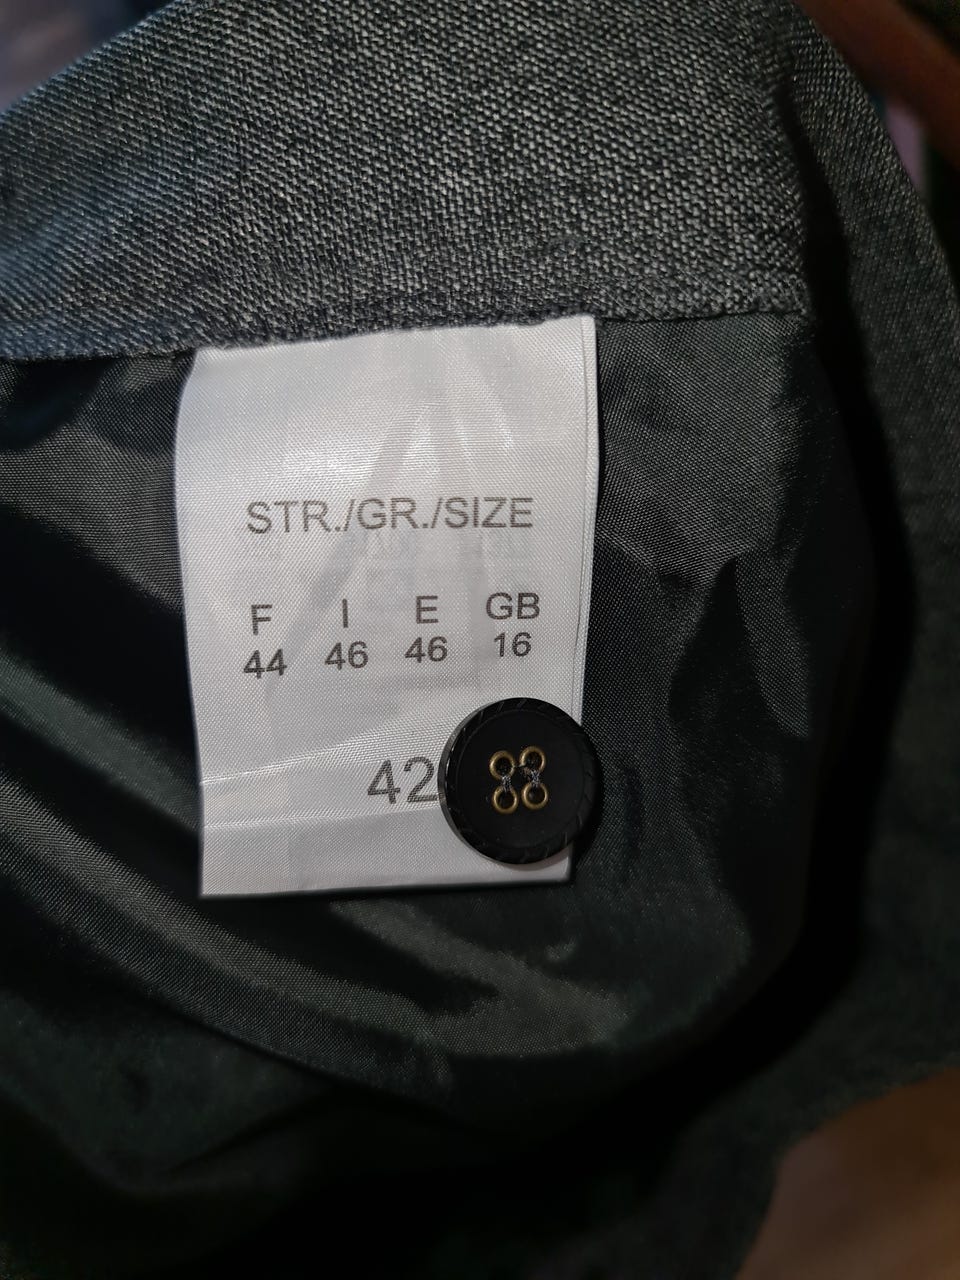 STR./GR./SIZE
F I E GB
44 46 46 16
42